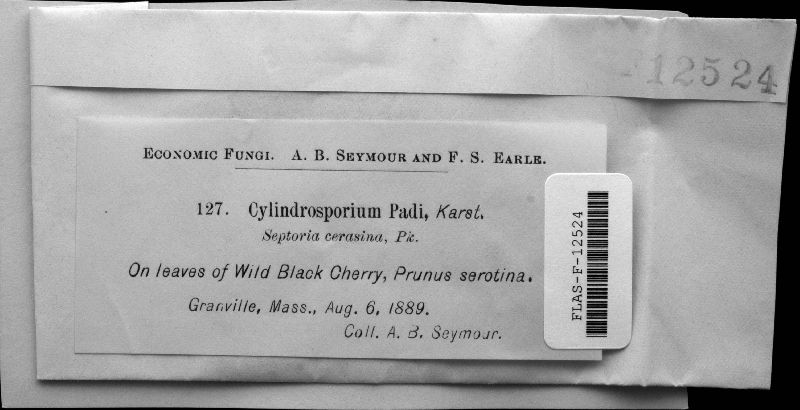 12524
Economic Fungi. A. B. Seymour and F. S. Earle.
127. Cylindrosporium Padi, Karst.
Septoria cerasina, Pk.
On leaves of Wild Black Cherry, Prunus serotina.
Granville, Mass., Aug. 6, 1889.
Coll. A. B. Seymour.
FLAS-F-12524